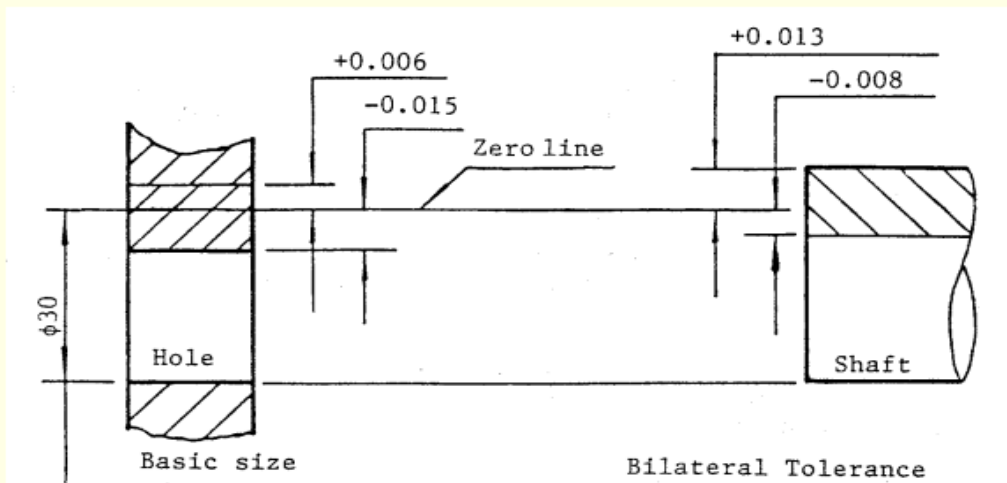 +0.013
+0.006
-0.008
-0.015
Zero line
φ30
Hole
Shaft
Basic size
Bilateral Tolerance